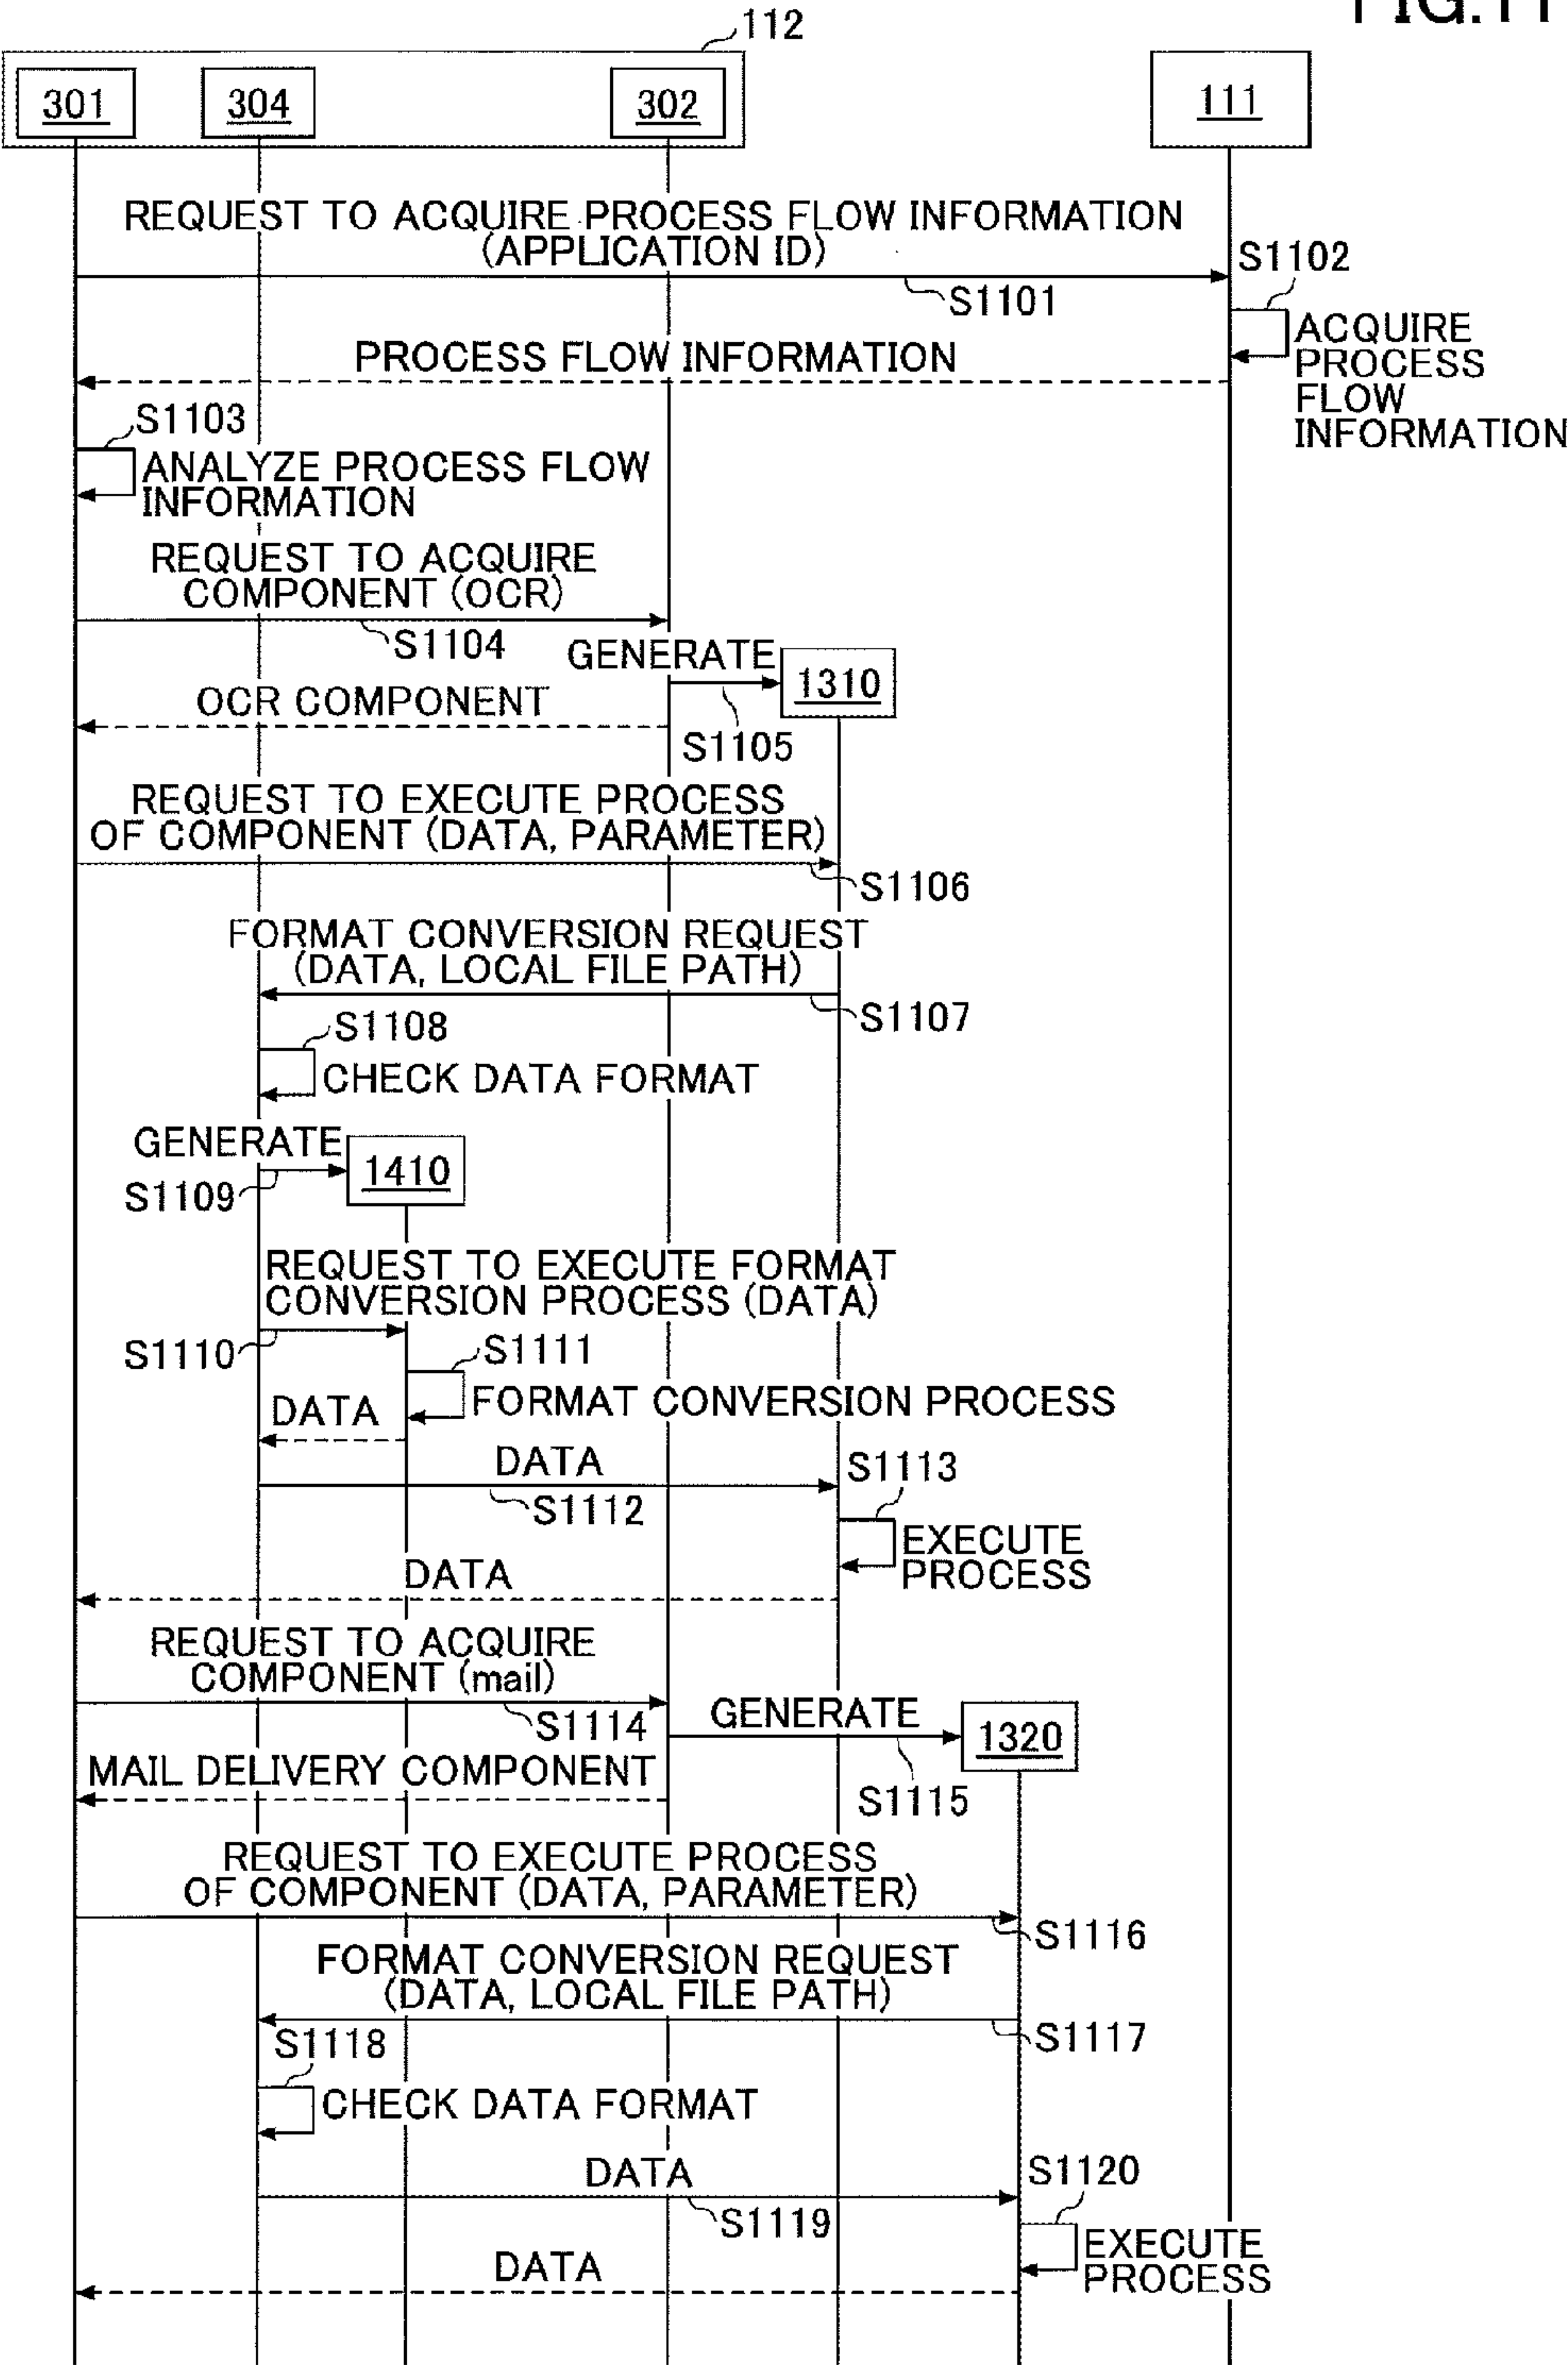 FIG.11
112
301
304
302
111
REQUEST TO ACQUIRE PROCESS FLOW INFORMATION
(APPLICATION ID)
S1101
S1102
ACQUIRE
PROCESS
FLOW
INFORMATION
PROCESS FLOW INFORMATION
S1103
ANALYZE PROCESS FLOW
INFORMATION
REQUEST TO ACQUIRE
COMPONENT (OCR)
S1104
GENERATE
1310
S1105
OCR COMPONENT
REQUEST TO EXECUTE PROCESS
OF COMPONENT (DATA, PARAMETER)
S1106
FORMAT CONVERSION REQUEST
(DATA, LOCAL FILE PATH)
S1107
S1108
CHECK DATA FORMAT
GENERATE
1410
S1109
REQUEST TO EXECUTE FORMAT
CONVERSION PROCESS (DATA)
S1110
S1111
FORMAT CONVERSION PROCESS
DATA
DATA
S1112
S1113
EXECUTE
PROCESS
DATA
REQUEST TO ACQUIRE
COMPONENT (mail)
S1114
GENERATE
1320
S1115
MAIL DELIVERY COMPONENT
REQUEST TO EXECUTE PROCESS
OF COMPONENT (DATA, PARAMETER)
S1116
FORMAT CONVERSION REQUEST
(DATA, LOCAL FILE PATH)
S1117
S1118
CHECK DATA FORMAT
DATA
S1119
S1120
EXECUTE
PROCESS
DATA